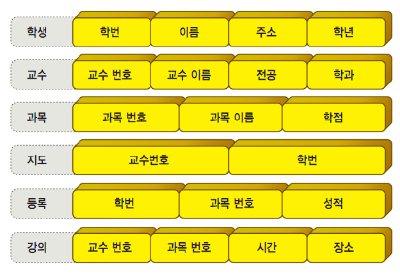 학생 학번 이름 주소 학년
교수 교수 번호 교수 이름 전공 학과
과목 과목 번호 과목 이름 학점
지도 교수번호 학번
등록 학번 과목 번호 성적
강의 교수 번호 과목 번호 시간 장소